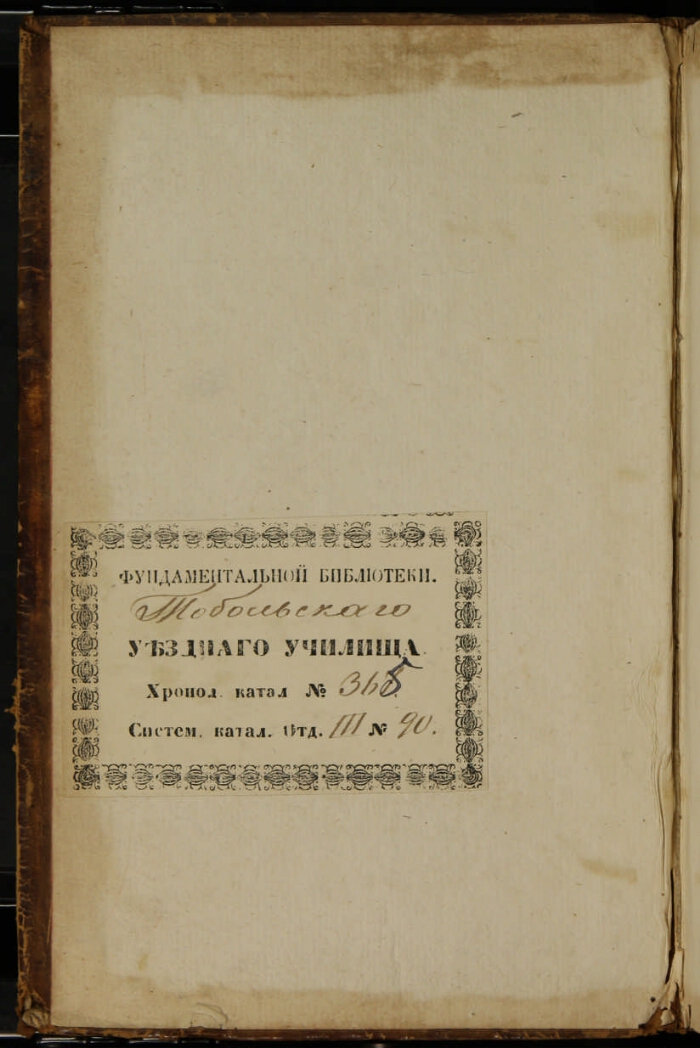 ФУНДАМЕНТАЛЬНОЙ БИБЛІОТЕКИ.
Тобольскаго
УѢЗДНАГО УЧИЛИЩА
Хронол. катал № 365
Систем. катал. Отд. III № 90.